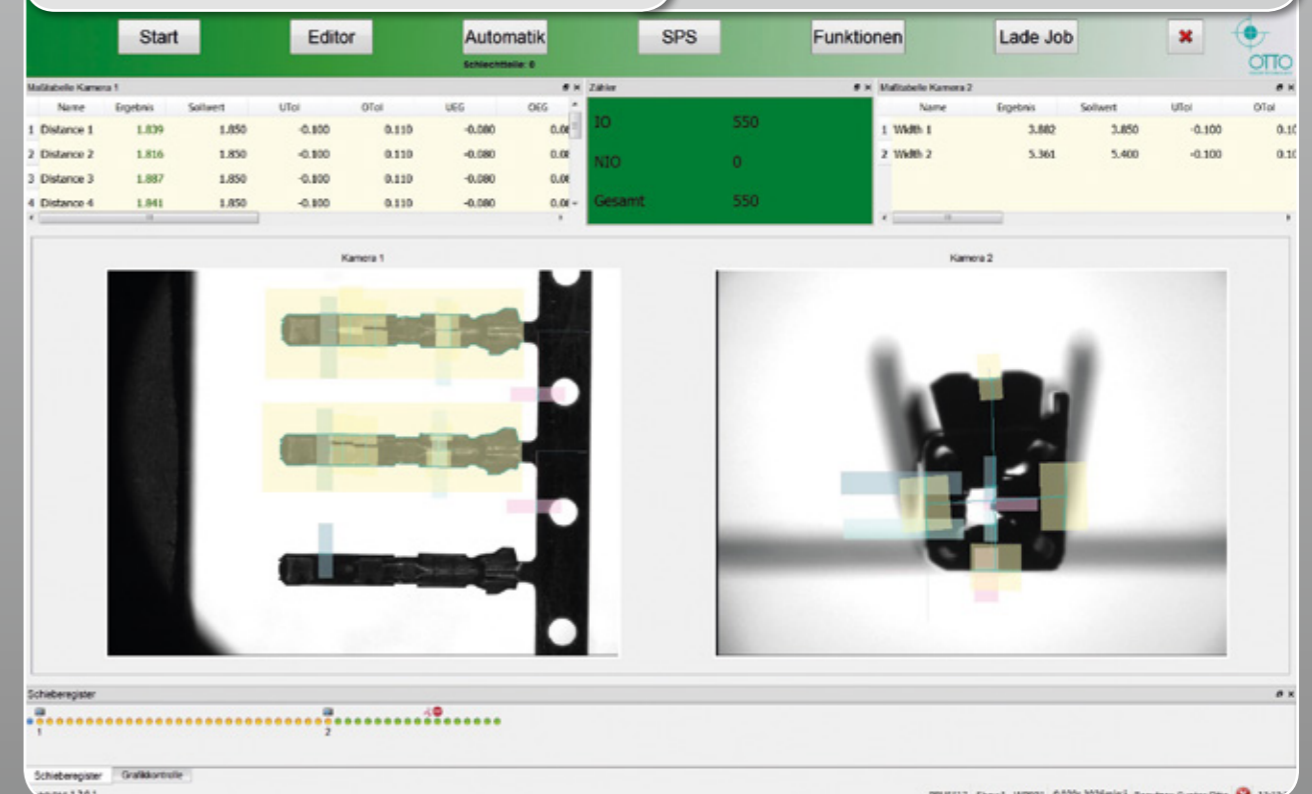 Start Editor Automatik SPS Funktionen Lade Job
Schlechtteile: 0
OTTO
Maßtabelle Kamera 1
Name Ergebnis Sollwert UTol OTol UEG OEG
1 Distance 1 1.839 1.850 -0.100 0.110 -0.080
2 Distance 2 1.816 1.850 -0.100 0.110 -0.080
3 Distance 3 1.887 1.850 -0.100 0.110 -0.080
4 Distance 4 1.841 1.850 -0.100 0.110 -0.080
Zähler
IO 550
NIO 0
Gesamt 550
Maßtabelle Kamera 2
Name Ergebnis Sollwert UTol OTol
1 Width 1 3.882 3.850 -0.100
2 Width 2 5.361 5.400 -0.100
Kamera 1
Kamera 2
Schieberegister
1 2
Schieberegister Grafikkontrolle